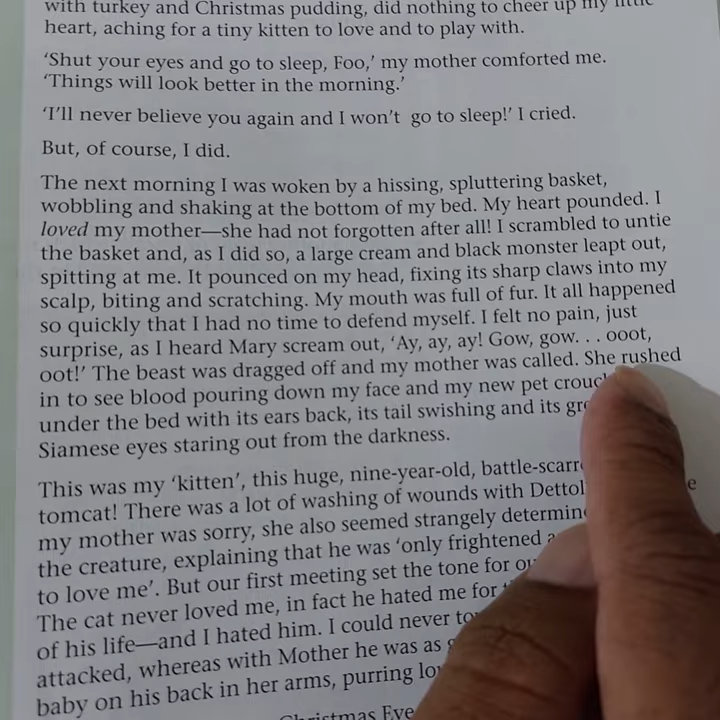 with turkey and Christmas pudding, did nothing to cheer up my little
heart, aching for a tiny kitten to love and to play with.
‘Shut your eyes and go to sleep, Foo,’ my mother comforted me.
‘Things will look better in the morning.’
‘I’ll never believe you again and I won’t go to sleep!’ I cried.
But, of course, I did.
The next morning I was woken by a hissing, spluttering basket,
wobbling and shaking at the bottom of my bed. My heart pounded. I
loved my mother—she had not forgotten after all! I scrambled to untie
the basket and, as I did so, a large cream and black monster leapt out,
spitting at me. It pounced on my head, fixing its sharp claws into my
scalp, biting and scratching. My mouth was full of fur. It all happened
so quickly that I had no time to defend myself. I felt no pain, just
surprise, as I heard Mary scream out, ‘Ay, ay, ay! Gow, gow. . . ooot,
oot!’ The beast was dragged off and my mother was called. She rushed
in to see blood pouring down my face and my new pet
under the bed with its ears back, its tail swishing and its
Siamese eyes staring out from the darkness.
This was my ‘kitten’, this huge, nine-year-old,
tomcat! There was a lot of washing of wounds with Dettol
my mother was sorry, she also seemed strangely
the creature, explaining that he was ‘only frightened
to love me’. But our first meeting set the tone for
The cat never loved me, in fact he hated me for
of his life—and I hated him. I could never
attacked, whereas with Mother he was as
baby on his back in her arms, purring
Christmas Eve